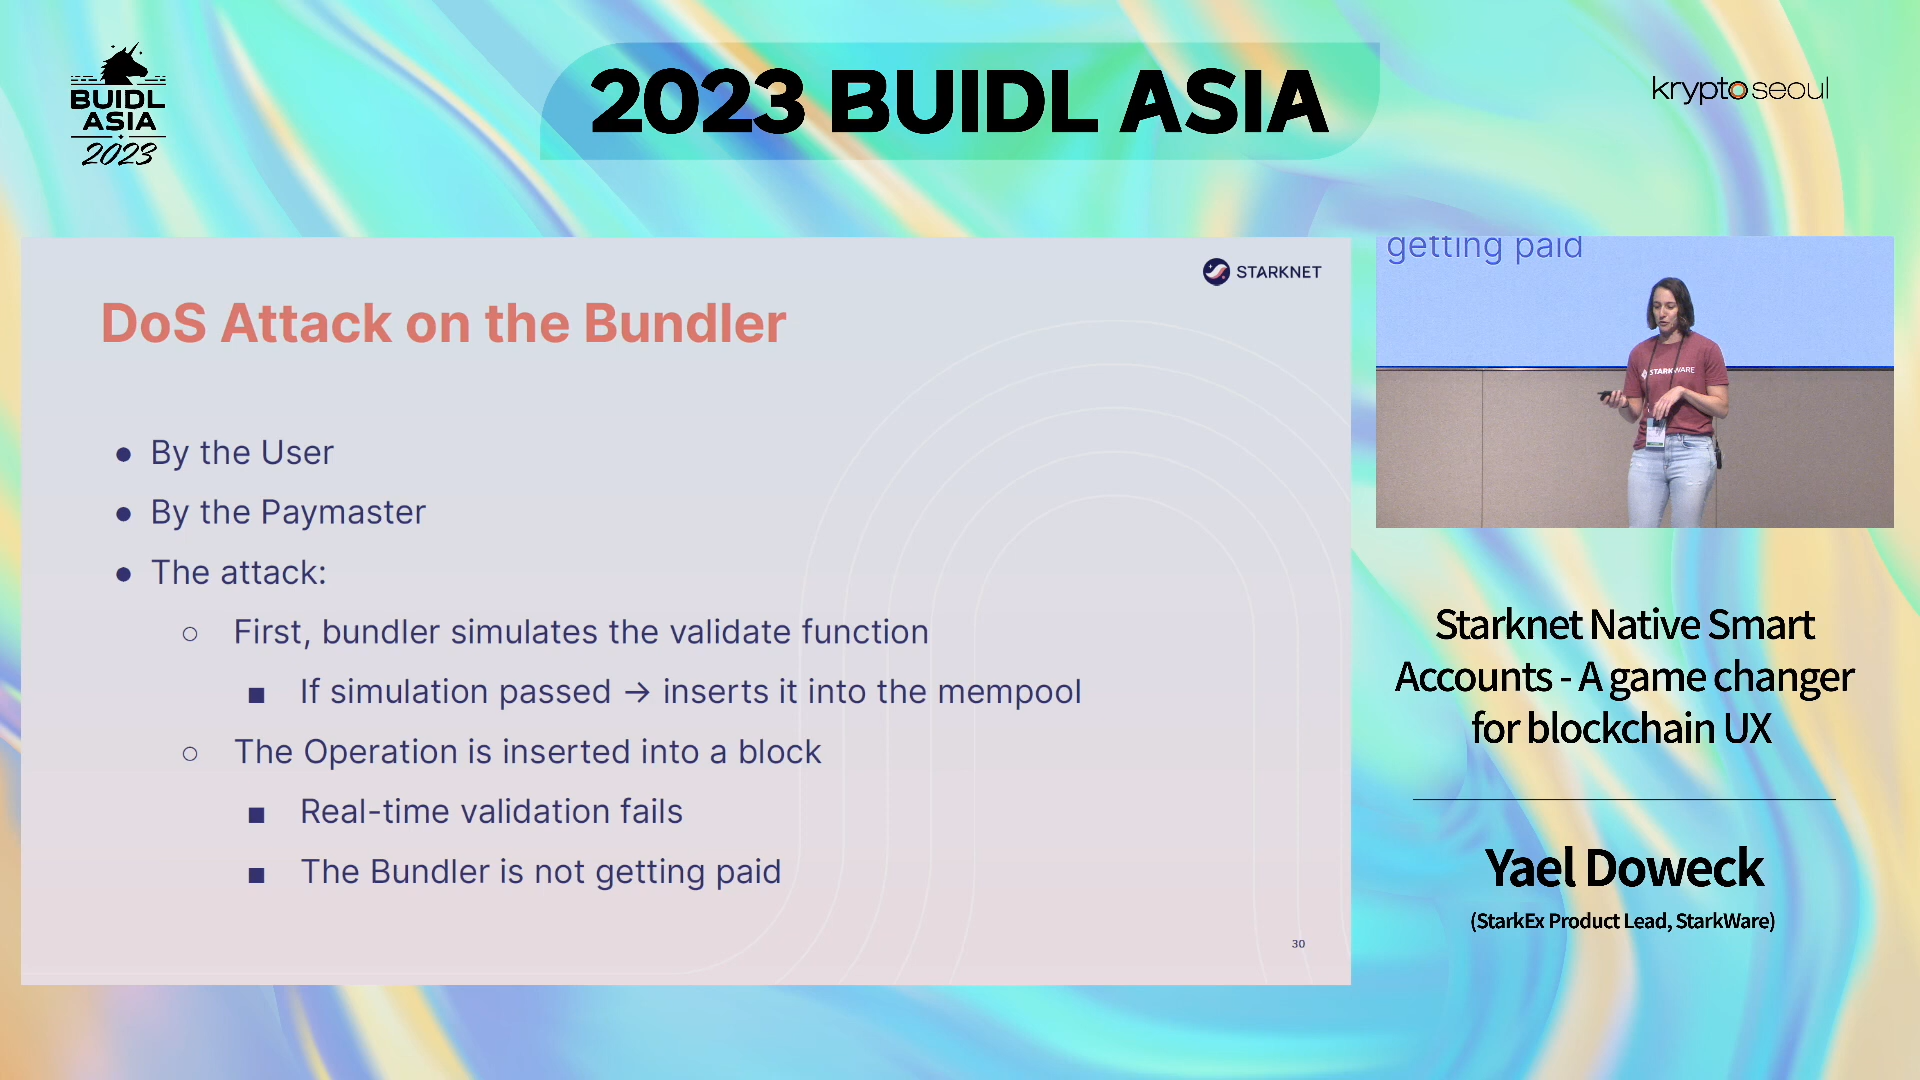 BUIDL
ASIA
2023
2023 BUIDL ASIA
kryptoseoul
STARKNET
DoS Attack on the Bundler
● By the User
● By the Paymaster
● The attack:
○ First, bundler simulates the validate function
■ If simulation passed → inserts it into the mempool
○ The Operation is inserted into a block
■ Real-time validation fails
■ The Bundler is not getting paid
30
getting paid
STARKWARE
Starknet Native Smart
Accounts - A game changer
for blockchain UX
Yael Doweck
(StarkEx Product Lead, StarkWare)